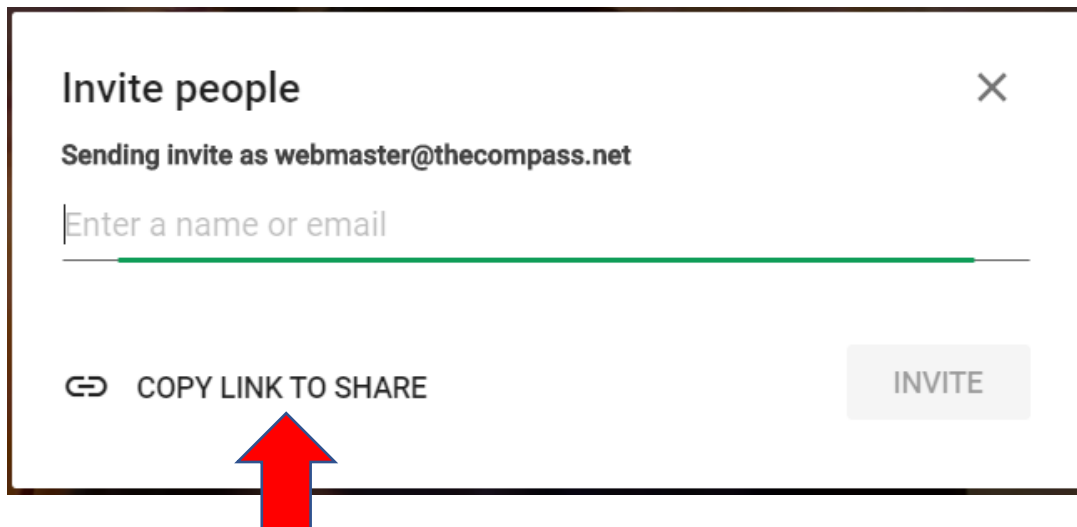 Invite people
Sending invite as webmaster@thecompass.net
Enter a name or email
COPY LINK TO SHARE
INVITE